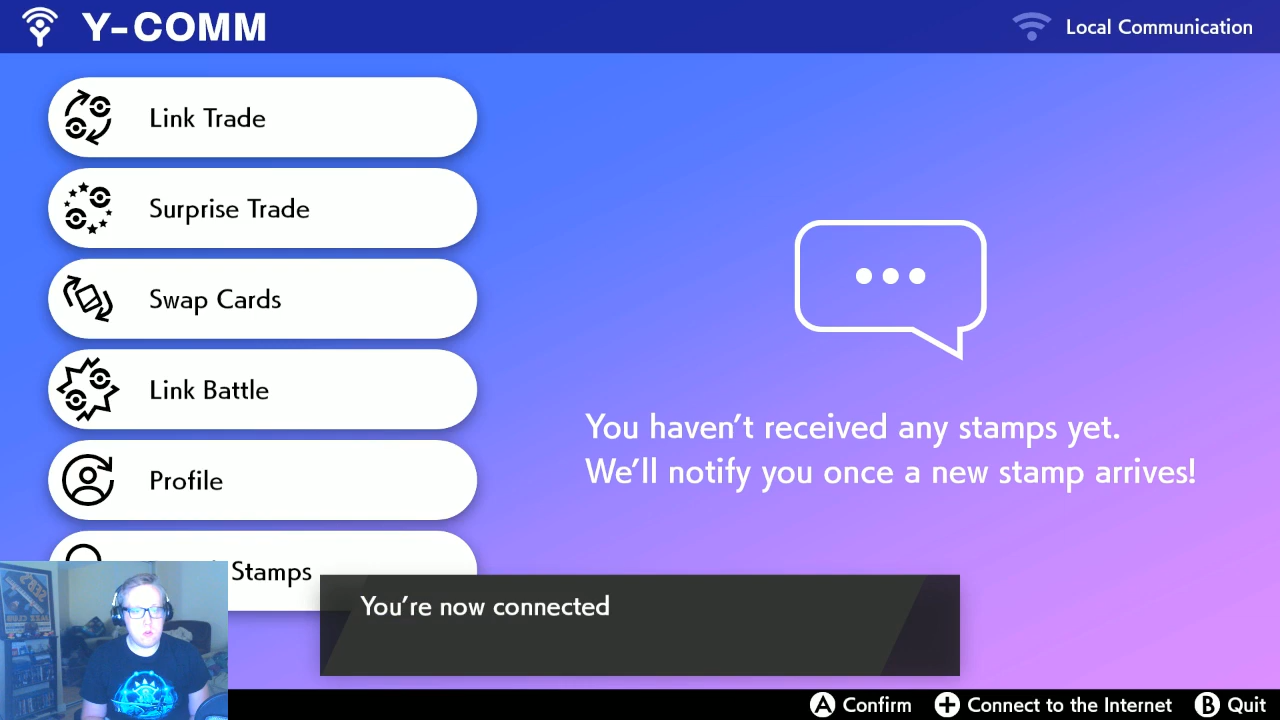 Y-COMM
Local Communication
Link Trade
Surprise Trade
Swap Cards
Link Battle
Profile
Stamps
You haven't received any stamps yet.
We'll notify you once a new stamp arrives!
You're now connected
A Confirm + Connect to the Internet B Quit